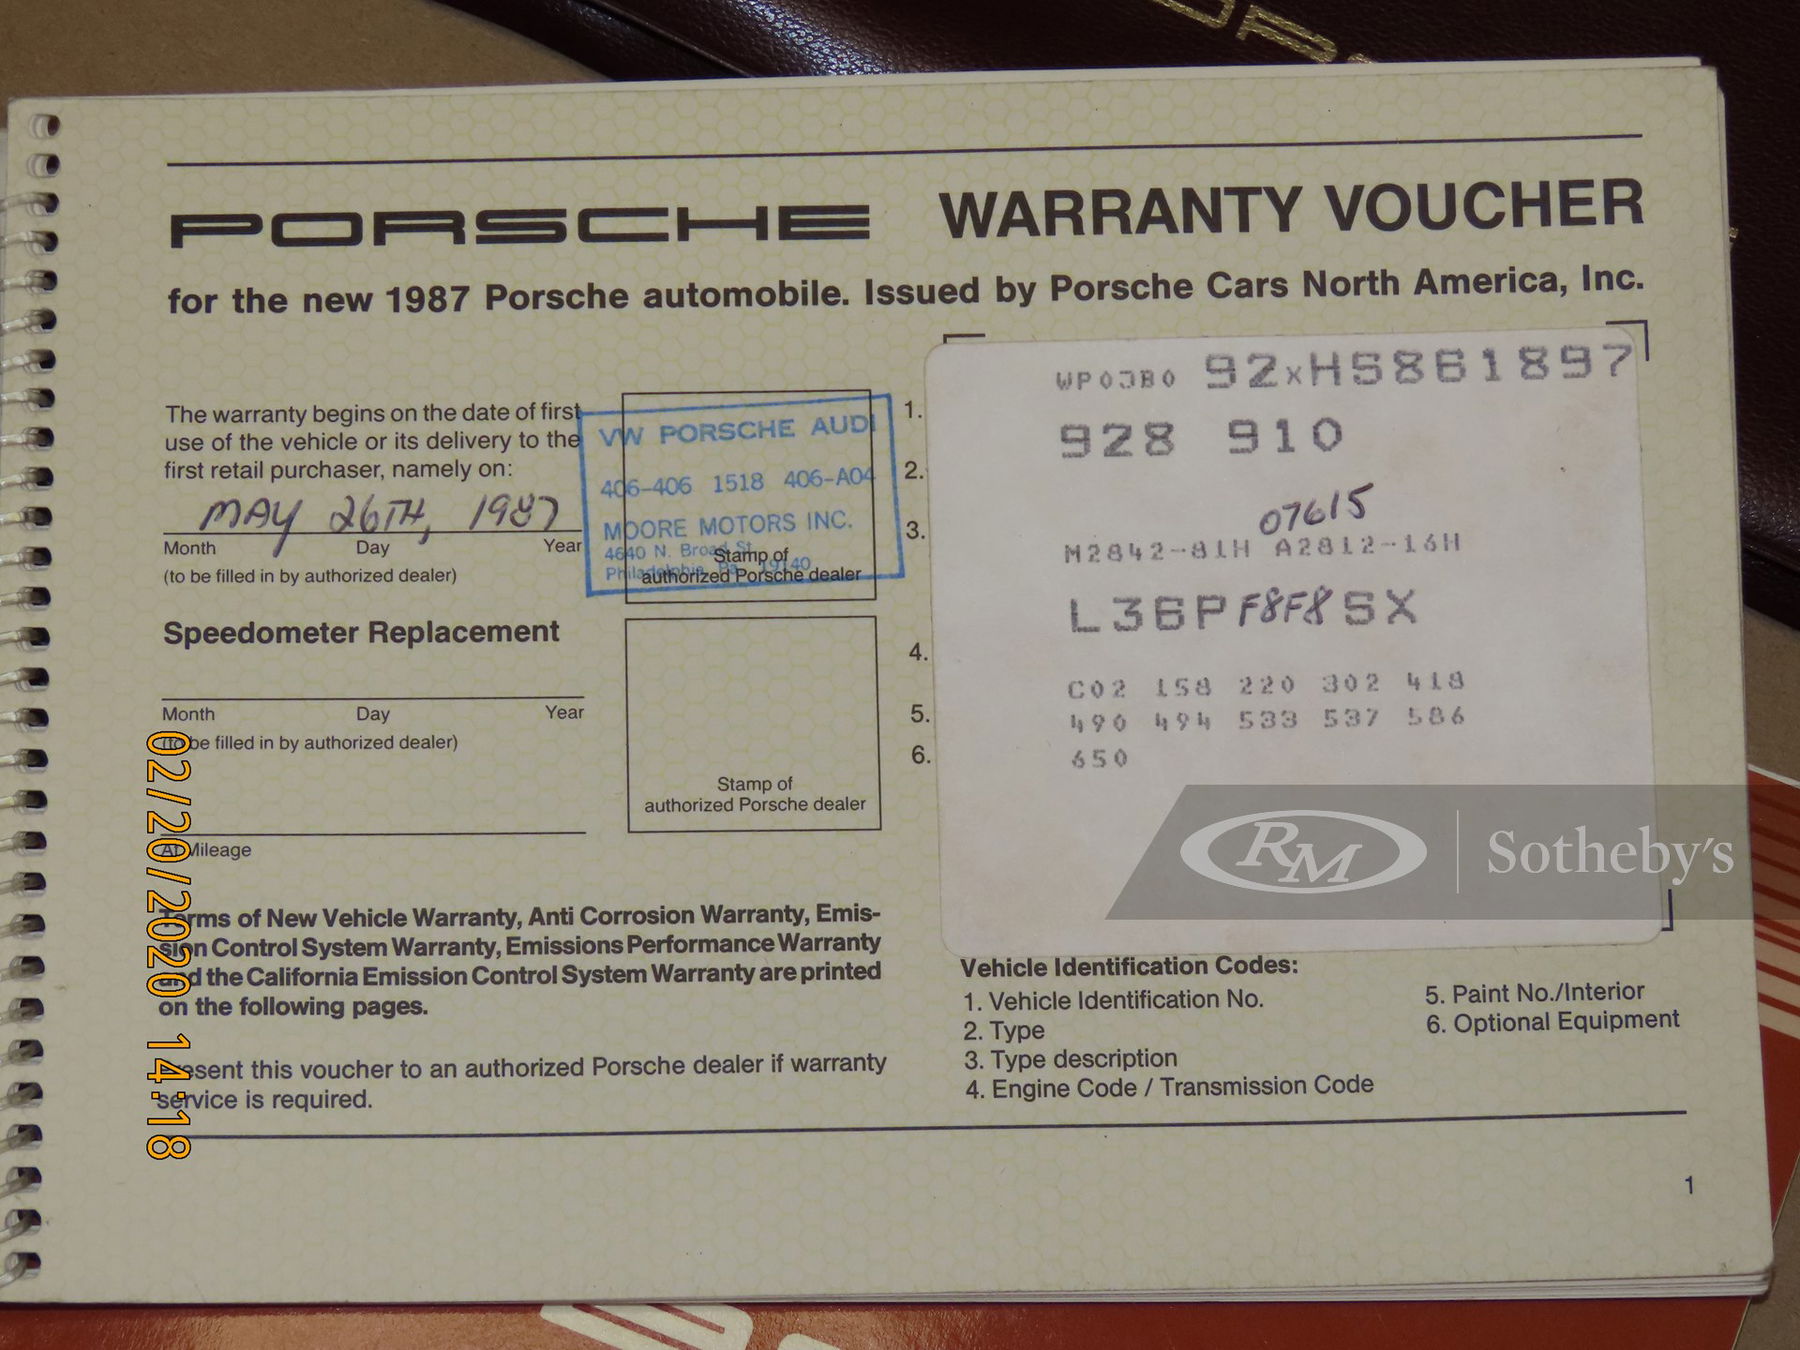 PORSCHE WARRANTY VOUCHER
for the new 1987 Porsche automobile. Issued by Porsche Cars North America, Inc.
The warranty begins on the date of first
use of the vehicle or its delivery to the
first retail purchaser, namely on:
MAY 26TH, 1987
Month Day Year
(to be filled in by authorized dealer)
VW PORSCHE AUDI
406-406 1518 406-A04
MOORE MOTORS INC.
4640 N. Broad St.
Philadelphia, Pa. 19140
Stamp of
authorized Porsche dealer
Speedometer Replacement
Month Day Year
(to be filled in by authorized dealer)
At Mileage
Stamp of
authorized Porsche dealer
Terms of New Vehicle Warranty, Anti Corrosion Warranty, Emis-
sion Control System Warranty, Emissions Performance Warranty
and the California Emission Control System Warranty are printed
on the following pages.
Present this voucher to an authorized Porsche dealer if warranty
service is required.
1.
2.
3.
4.
5.
6.
WP0JB0 92xHS861897
928 910
07615
M2842-81H A2812-16H
L36P F8F8 SX
C02 158 220 302 418
490 494 533 537 586
650
RM Sotheby's
Vehicle Identification Codes:
1. Vehicle Identification No.
2. Type
3. Type description
4. Engine Code / Transmission Code
5. Paint No./Interior
6. Optional Equipment
1
02/20/2020 14:18